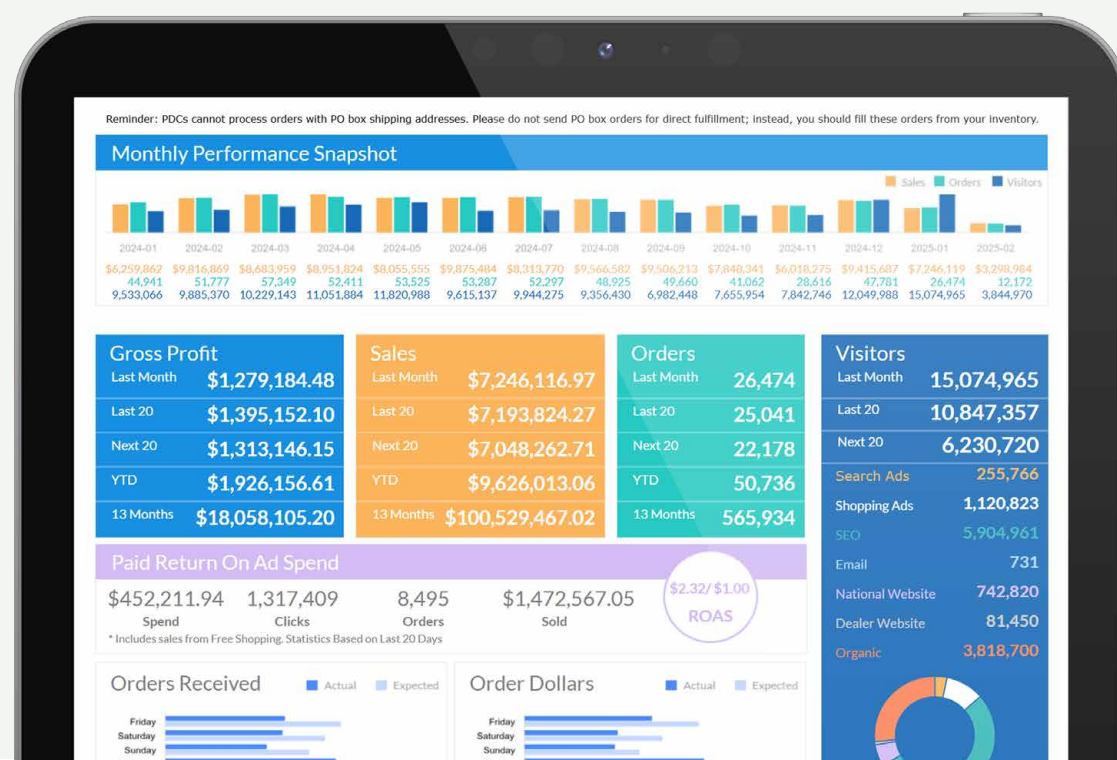 Reminder: PDCs cannot process orders with PO box shipping addresses. Please do not send PO box orders for direct fulfillment; instead, you should fill these orders from your inventory.
Monthly Performance Snapshot
Sales Orders Visitors
2024-01 2024-02 2024-03 2024-04 2024-05 2024-06 2024-07 2024-08 2024-09 2024-10 2024-11 2024-12 2025-01 2025-02
$6,259,862 $9,816,869 $8,683,959 $8,951,824 $8,055,555 $9,875,484 $8,313,770 $9,566,582 $9,506,213 $7,848,341 $6,018,275 $9,415,687 $7,246,119 $3,298,984
44,941 51,777 57,349 52,411 53,525 53,287 52,297 48,925 49,660 41,062 28,616 47,781 26,474 12,172
9,533,066 9,885,370 10,229,143 11,051,884 11,820,988 9,615,137 9,944,275 9,356,430 6,982,448 7,655,954 7,842,746 12,049,988 15,074,965 3,844,970
Gross Profit
Last Month $1,279,184.48
Last 20 $1,395,152.10
Next 20 $1,313,146.15
YTD $1,926,156.61
13 Months $18,058,105.20
Sales
Last Month $7,246,116.97
Last 20 $7,193,824.27
Next 20 $7,048,262.71
YTD $9,626,013.06
13 Months $100,529,467.02
Orders
Last Month 26,474
Last 20 25,041
Next 20 22,178
YTD 50,736
13 Months 565,934
Visitors
Last Month 15,074,965
Last 20 10,847,357
Next 20 6,230,720
Search Ads 255,766
Shopping Ads 1,120,823
SEO 5,904,961
Email 731
National Website 742,820
Dealer Website 81,450
Organic 3,818,700
Paid Return On Ad Spend
$452,211.94 1,317,409 8,495 $1,472,567.05
Spend Clicks Orders Sold
* Includes sales from Free Shopping. Statistics Based on Last 20 Days
$2.32/ $1.00
ROAS
Orders Received
Actual Expected
Friday
Saturday
Sunday
Order Dollars
Actual Expected
Friday
Saturday
Sunday